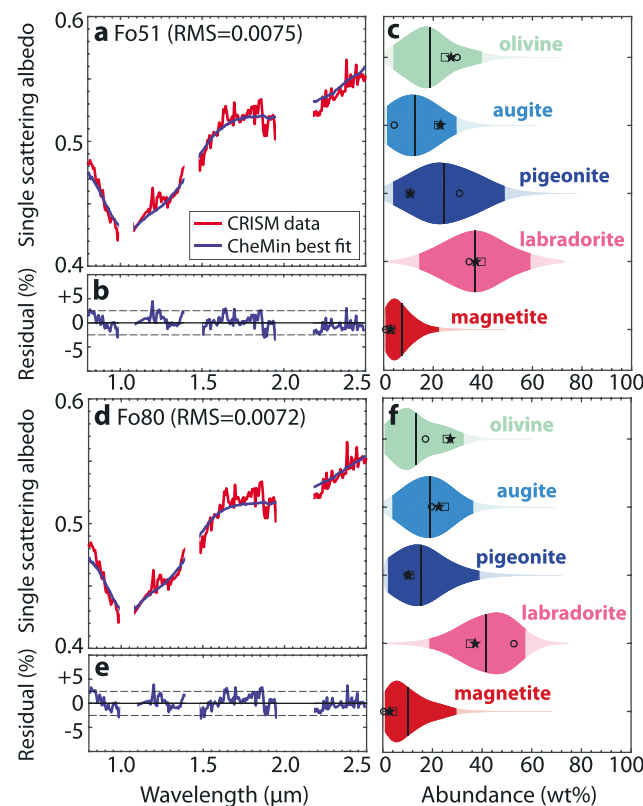 0.6
a Fo51 (RMS=0.0075)
0.5
0.4
Single scattering albedo
CRISM data
CheMin best fit
b
+5
0
−5
Residual (%)
1.0 1.5 2.0 2.5
c
olivine
augite
pigeonite
labradorite
magnetite
0 20 40 60 80 100
0.6
d Fo80 (RMS=0.0072)
0.5
0.4
Single scattering albedo
e
+5
0
−5
Residual (%)
1.0 1.5 2.0 2.5
Wavelength (μm)
f
olivine
augite
pigeonite
labradorite
magnetite
0 20 40 60 80 100
Abundance (wt%)